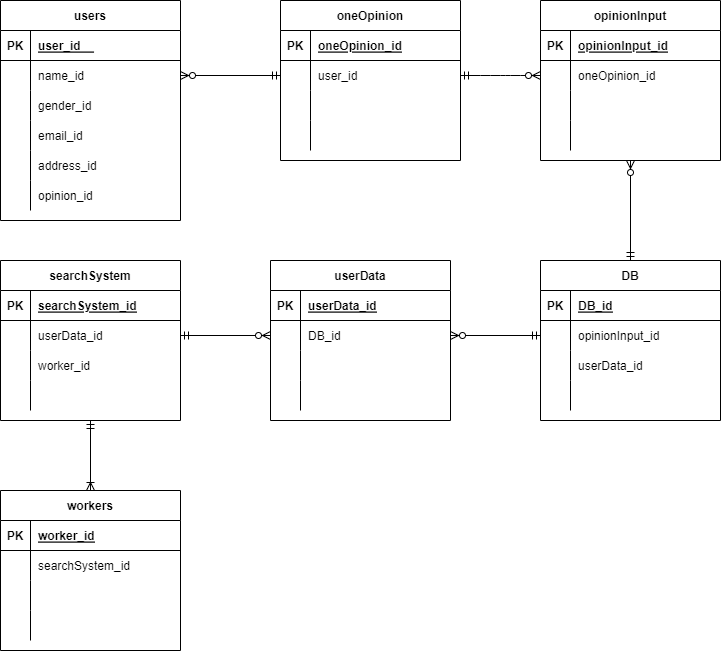 users
PK user_id
name_id
gender_id
email_id
address_id
opinion_id
oneOpinion
PK oneOpinion_id
user_id
opinionInput
PK opinionInput_id
oneOpinion_id
searchSystem
PK searchSystem_id
userData_id
worker_id
userData
PK userData_id
DB_id
DB
PK DB_id
opinionInput_id
userData_id
workers
PK worker_id
searchSystem_id